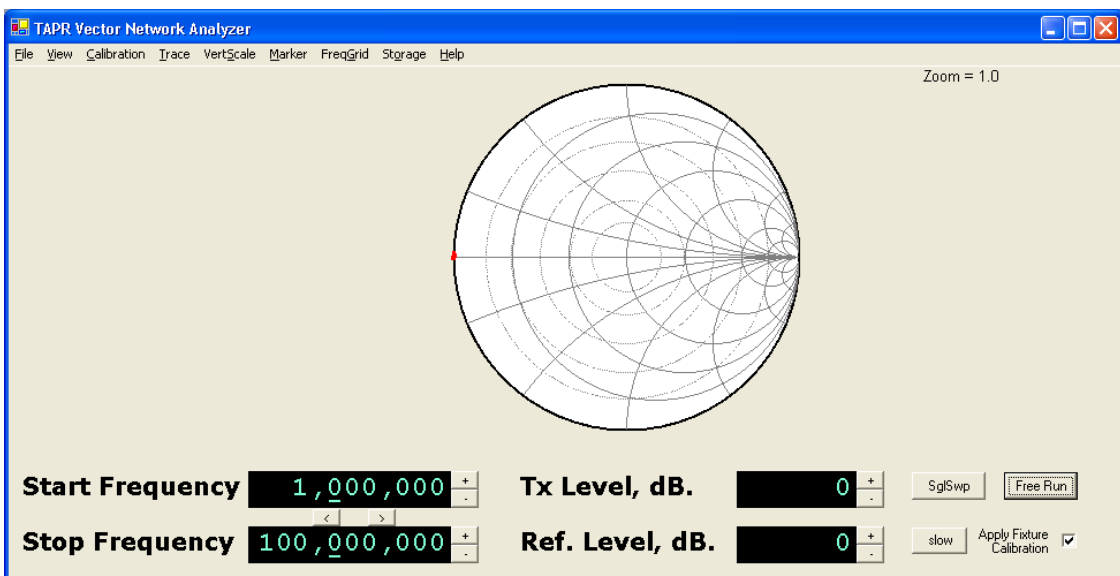 TAPR Vector Network Analyzer
File View Calibration Trace VertScale Marker FreqGrid Storage Help
Zoom = 1.0
Start Frequency 1,000,000 + - Tx Level, dB. 0 + - SglSwp Free Run
< >
Stop Frequency 100,000,000 + - Ref. Level, dB. 0 + - slow Apply Fixture
Calibration